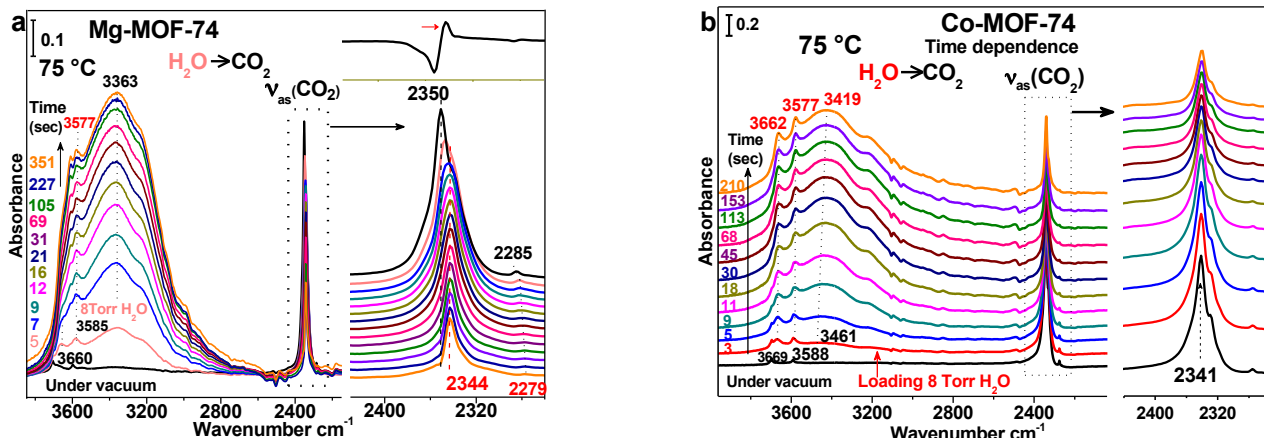 a
0.1
Mg-MOF-74
75 °C
3363
H2O→CO2
νas(CO2)
2350
Time
(sec)
3577
351
227
105
69
31
21
16
12
9
7
5
8Torr H2O
3585
3660
Under vacuum
2285
2344
2279
Absorbance
3600
3200
2400
2400
2320
Wavenumber cm-1
b
0.2
Co-MOF-74
Time dependence
75 °C
H2O→CO2
νas(CO2)
3577
3419
3662
Time
(sec)
210
153
113
68
45
30
18
11
9
5
3
3461
3669
3588
Under vacuum
Loading 8 Torr H2O
2341
Absorbance
3600
3200
2400
2400
2320
Wavenumber cm-1